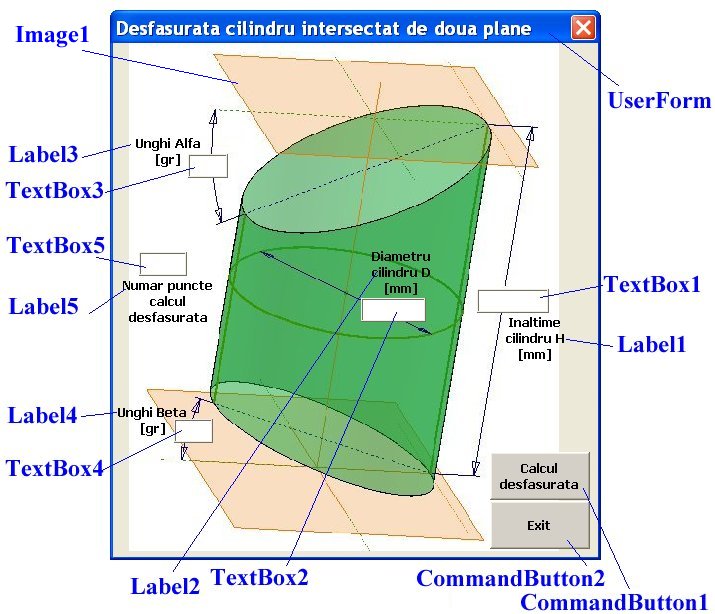 Image1
Desfasurata cilindru intersectat de doua plane
UserForm
Label3
Unghi Alfa
[gr]
TextBox3
TextBox5
Label5
Numar puncte
calcul
desfasurata
Diametru
cilindru D
[mm]
TextBox1
Inaltime
cilindru H
[mm]
Label1
Label4
Unghi Beta
[gr]
TextBox4
Calcul
desfasurata
Exit
Label2
TextBox2
CommandButton2
CommandButton1